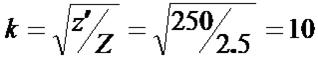 k = √(z'/Z) = √(250/2.5) = 10